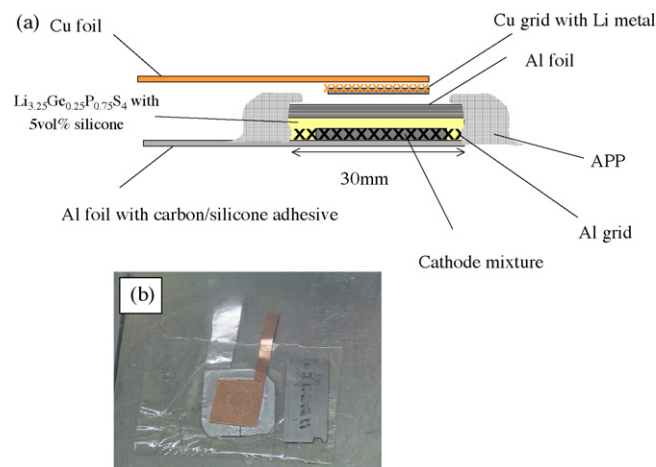 (a)
Cu foil
Cu grid with Li metal
Al foil
Li3.25Ge0.25P0.75S4 with
5vol% silicone
30mm
APP
Al foil with carbon/silicone adhesive
Al grid
Cathode mixture
(b)